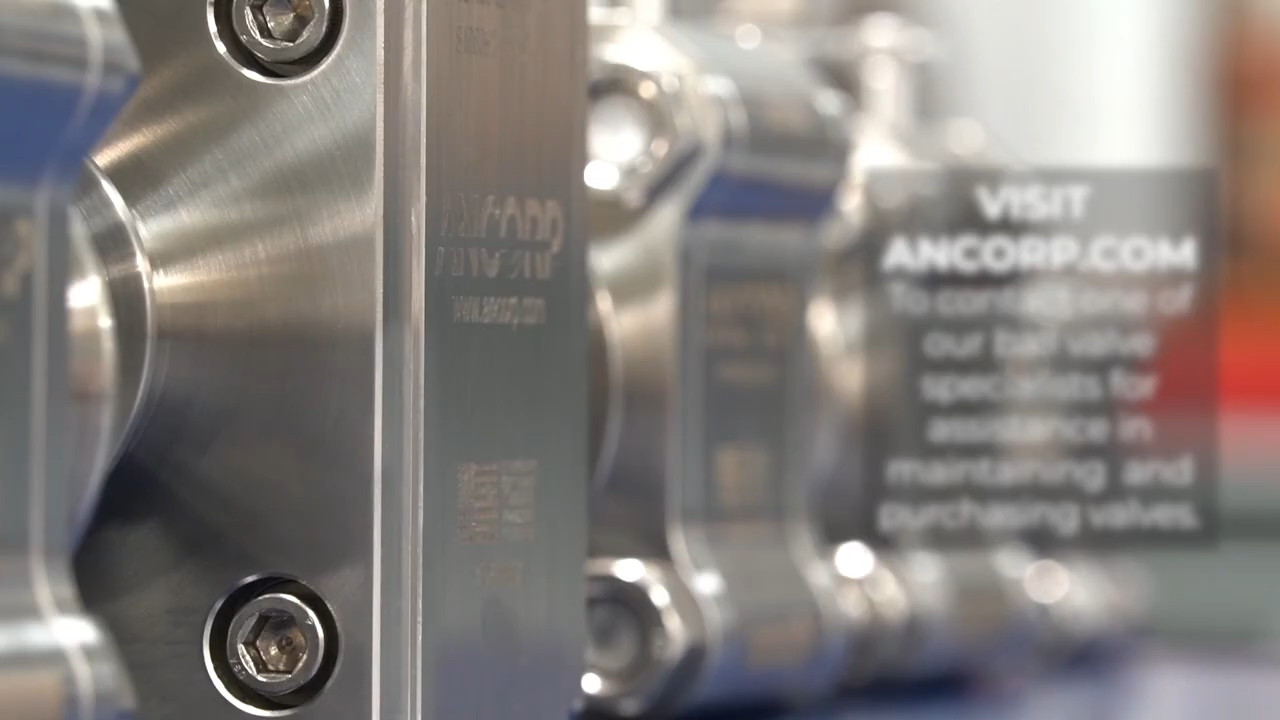 ANCORP
www.ancorp.com
VISIT
ANCORP.COM
To contact one of
our ball valve
specialists for
assistance in
maintaining and
purchasing valves.